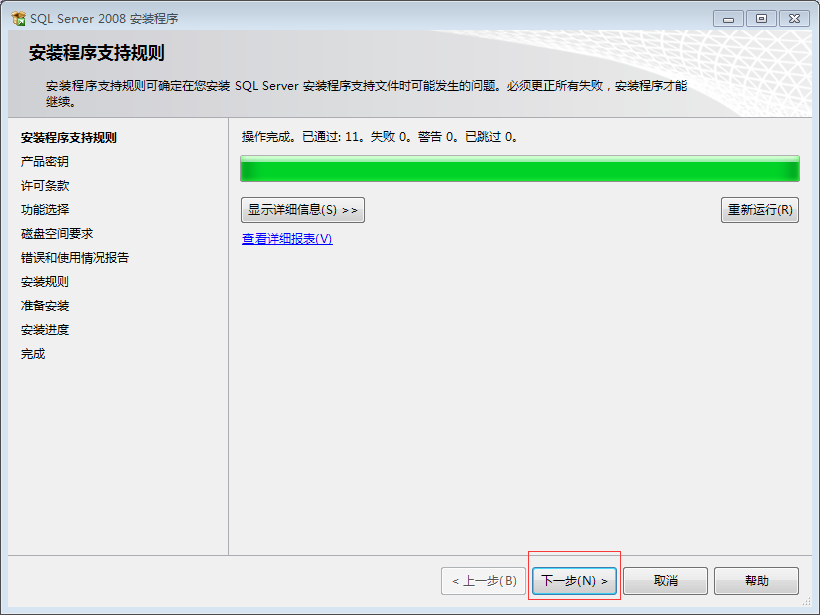 SQL Server 2008 安装程序
安装程序支持规则
安装程序支持规则可确定在您安装 SQL Server 安装程序支持文件时可能发生的问题。必须更正所有失败，安装程序才能
继续。
安装程序支持规则
产品密钥
许可条款
功能选择
磁盘空间要求
错误和使用情况报告
安装规则
准备安装
安装进度
完成
操作完成。已通过: 11。失败 0。警告 0。已跳过 0。
显示详细信息(S) >>
重新运行(R)
查看详细报表(V)
< 上一步(B)
下一步(N) >
取消
帮助